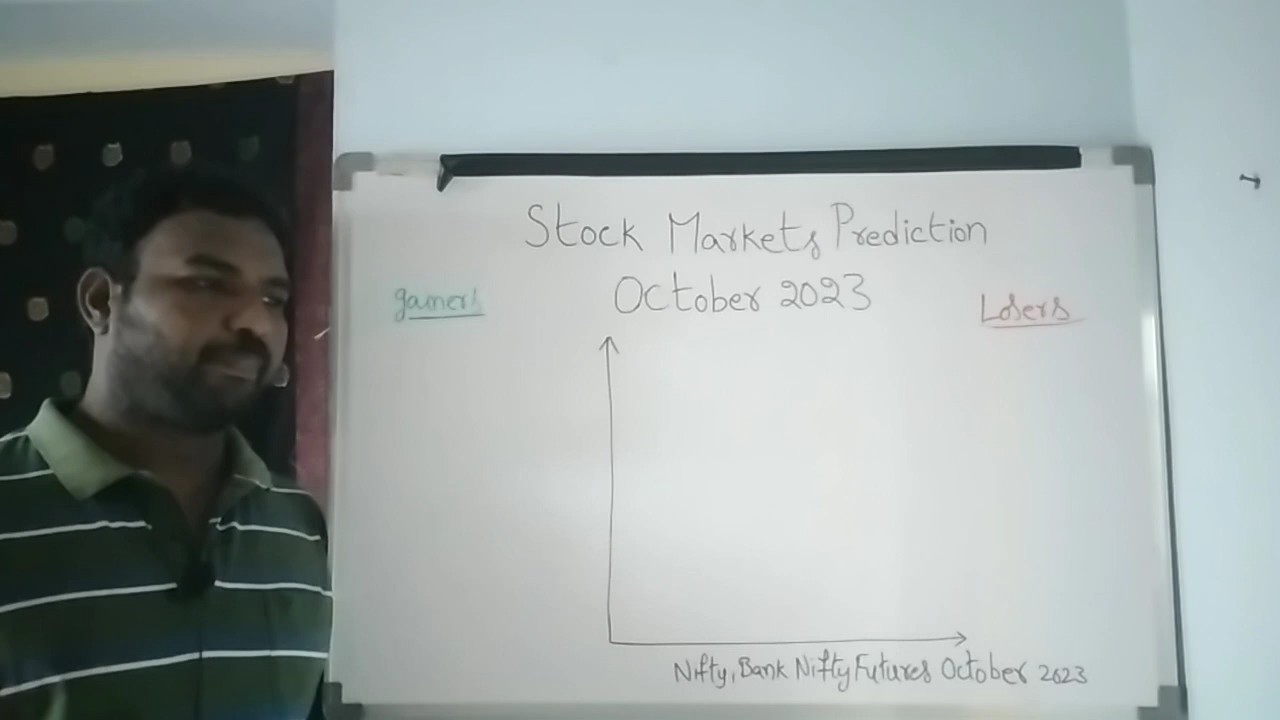 Stock Markets Prediction
October 2023
gainers
Losers
Nifty, Bank Nifty Futures October 2023